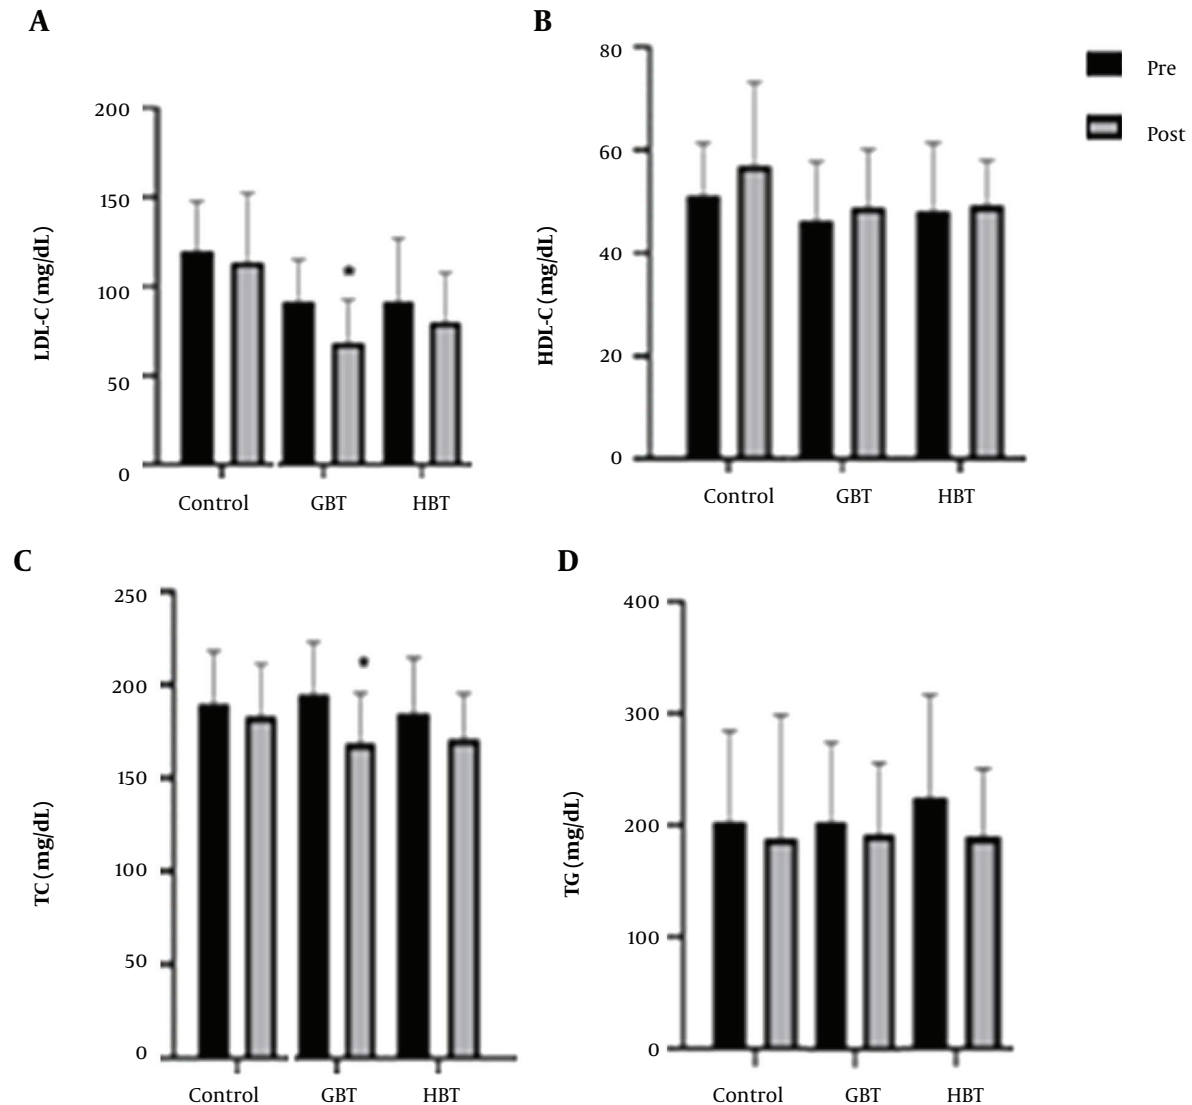 A
LDL-C (mg/dL)
200
150
100
50
0
Control GBT HBT
B
HDL-C (mg/dL)
80
60
40
20
0
Control GBT HBT
Pre
Post
C
TC (mg/dL)
250
200
150
100
50
0
Control GBT HBT
D
TG (mg/dL)
400
300
200
100
0
Control GBT HBT